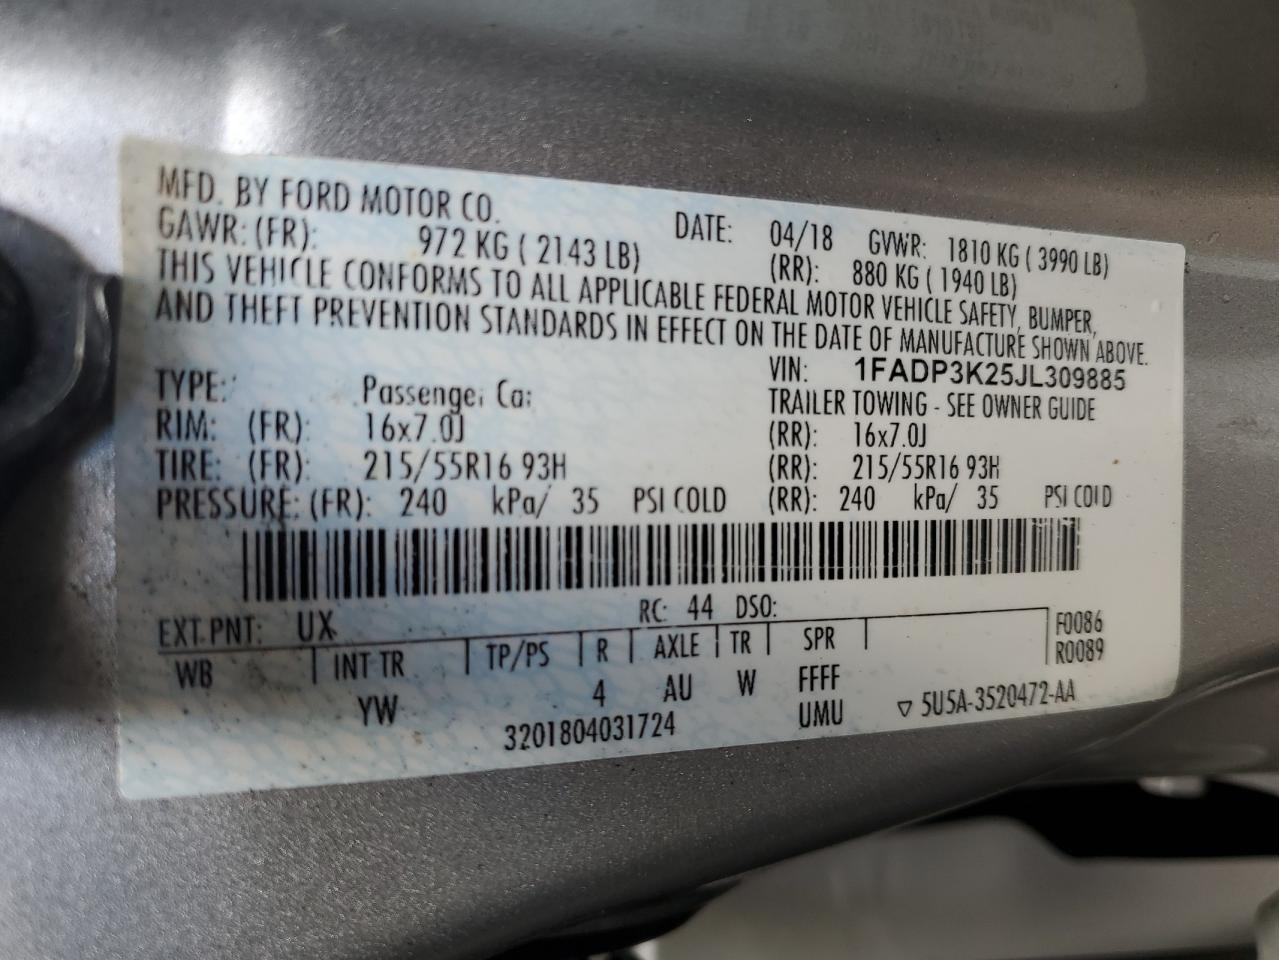 MFD. BY FORD MOTOR CO.
DATE: 04/18 GVWR: 1810 KG ( 3990 LB)
GAWR: (FR): 972 KG ( 2143 LB) (RR): 880 KG ( 1940 LB)
THIS VEHICLE CONFORMS TO ALL APPLICABLE FEDERAL MOTOR VEHICLE SAFETY, BUMPER,
AND THEFT PREVENTION STANDARDS IN EFFECT ON THE DATE OF MANUFACTURE SHOWN ABOVE.
VIN: 1FADP3K25JL309885
TYPE: Passenger Car TRAILER TOWING - SEE OWNER GUIDE
RIM: (FR): 16x7.0J (RR): 16x7.0J
TIRE: (FR): 215/55R16 93H (RR): 215/55R16 93H
PRESSURE: (FR): 240 kPa/ 35 PSI COLD (RR): 240 kPa/ 35 PSI COLD
EXT. PNT: UX RC: 44 DSO:
F0086
WB INT TR TP/PS R AXLE TR SPR R0089
YW 4 AU W FFFF
UMU ▽ 5U5A-3520472-AA
3201804031724